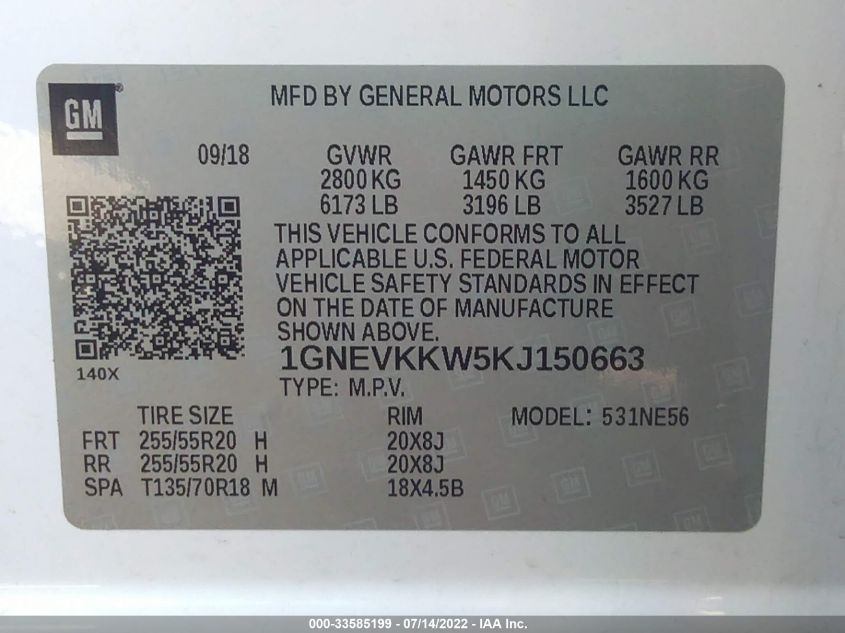 GM
MFD BY GENERAL MOTORS LLC
09/18 GVWR GAWR FRT GAWR RR
2800 KG 1450 KG 1600 KG
6173 LB 3196 LB 3527 LB
THIS VEHICLE CONFORMS TO ALL
APPLICABLE U.S. FEDERAL MOTOR
VEHICLE SAFETY STANDARDS IN EFFECT
ON THE DATE OF MANUFACTURE
SHOWN ABOVE.
1GNEVKKW5KJ150663
140X
TYPE: M.P.V.
TIRE SIZE RIM MODEL: 531NE56
FRT 255/55R20 H 20X8J
RR 255/55R20 H 20X8J
SPA T135/70R18 M 18X4.5B
000-33585199 - 07/14/2022 - IAA Inc.